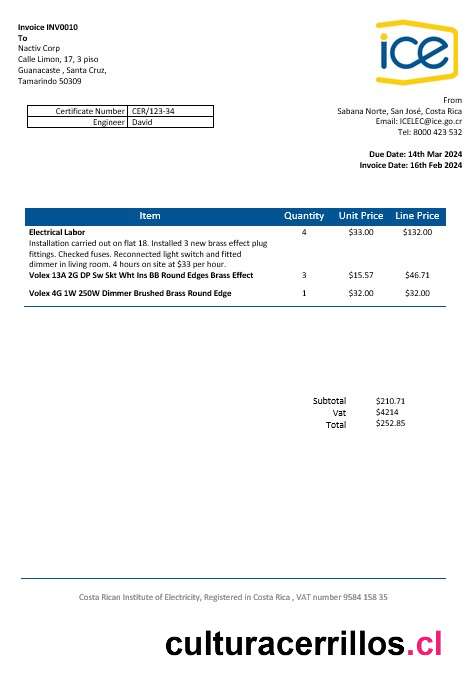 Invoice INV0010
To
Nactiv Corp
Calle Limon, 17, 3 piso
Guanacaste , Santa Cruz,
Tamarindo 50309
ice
Certificate Number CER/123-34
Engineer David
From
Sabana Norte, San José, Costa Rica
Email: ICELEC@ice.go.cr
Tel: 8000 423 532
Due Date: 14th Mar 2024
Invoice Date: 16th Feb 2024
Item Quantity Unit Price Line Price
Electrical Labor 4 $33.00 $132.00
Installation carried out on flat 18. Installed 3 new brass effect plug
fittings. Checked fuses. Reconnected light switch and fitted
dimmer in living room. 4 hours on site at $33 per hour.
Volex 13A 2G DP Sw Skt Wht Ins BB Round Edges Brass Effect 3 $15.57 $46.71
Volex 4G 1W 250W Dimmer Brushed Brass Round Edge 1 $32.00 $32.00
Subtotal $210.71
Vat $4214
Total $252.85
Costa Rican Institute of Electricity, Registered in Costa Rica , VAT number 9584 158 35
culturacerrillos.cl